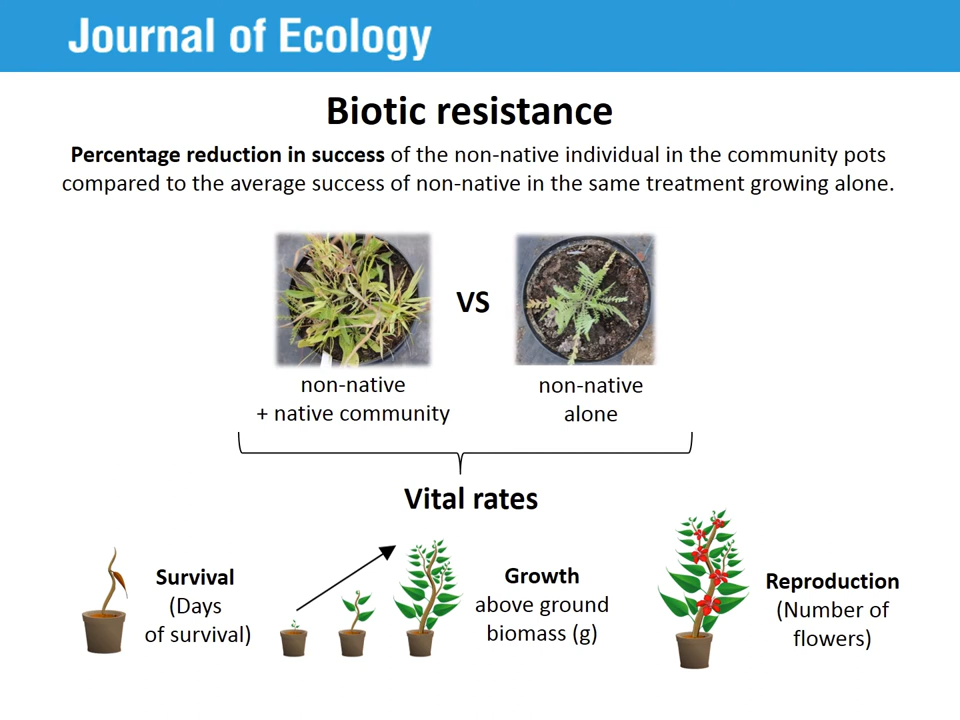 Journal of Ecology
Biotic resistance
Percentage reduction in success of the non-native individual in the community pots
compared to the average success of non-native in the same treatment growing alone.
VS
non-native
+ native community
non-native
alone
Vital rates
Survival
(Days
of survival)
Growth
above ground
biomass (g)
Reproduction
(Number of
flowers)